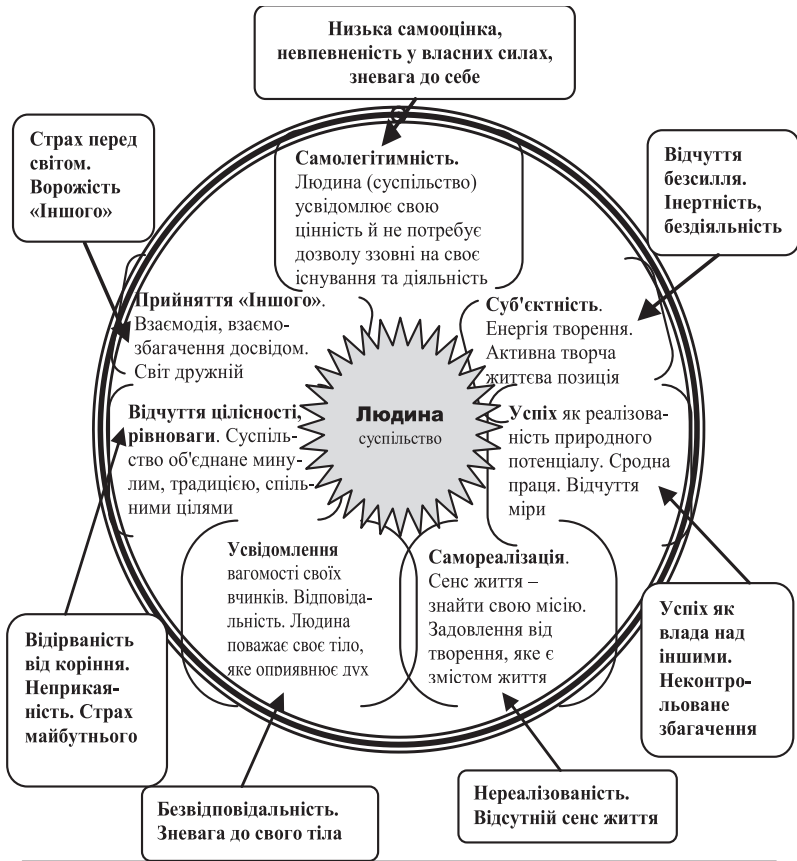 Низька самооцінка,
невпевненість у власних силах,
зневага до себе
Страх перед
світом.
Ворожість
«Іншого»
Самолегітимність.
Людина (суспільство)
усвідомлює свою
цінність й не потребує
дозволу ззовні на своє
існування та діяльність
Відчуття
безсилля.
Інертність,
бездіяльність
Прийняття «Іншого».
Взаємодія, взаємо-
збагачення досвідом.
Світ дружній
Суб'єктність.
Енергія творення.
Активна творча
життєва позиція
Людина
суспільство
Відчуття цілісності,
рівноваги. Суспіль-
ство об'єднане мину-
лим, традицією, спіль-
ними цілями
Успіх як реалізова-
ність природного
потенціалу. Сродна
праця. Відчуття
міри
Усвідомлення
вагомості своїх
вчинків. Відповіда-
льність. Людина
поважає своє тіло,
яке оприявнює дух
Самореалізація.
Сенс життя –
знайти свою місію.
Задовлення від
творення, яке є
змістом життя
Відірваність
від коріння.
Неприкая-
ність. Страх
майбутнього
Успіх як
влада над
іншими.
Неконтро-
льоване
збагачення
Безвідповідальність.
Зневага до свого тіла
Нереалізованість.
Відсутній сенс життя